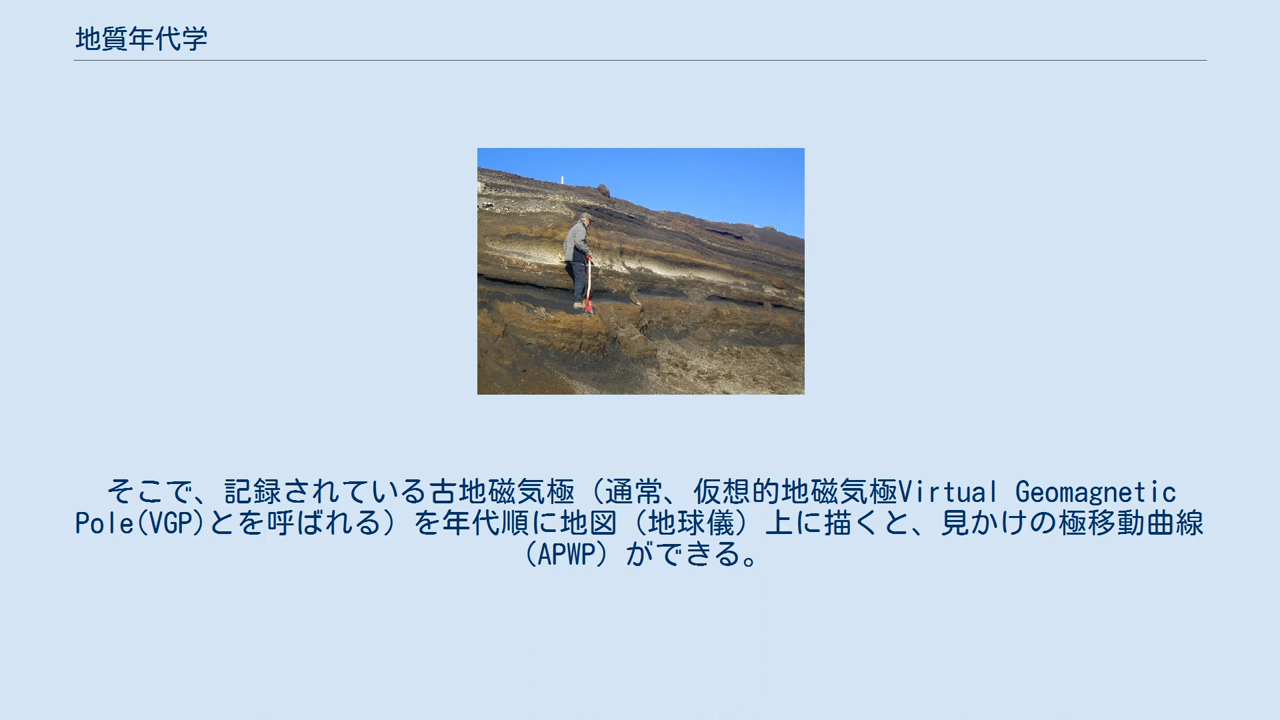 地質年代学
そこで、記録されている古地磁気極（通常、仮想的地磁気極Virtual Geomagnetic
Pole(VGP)とを呼ばれる）を年代順に地図（地球儀）上に描くと、見かけの極移動曲線
（APWP）ができる。